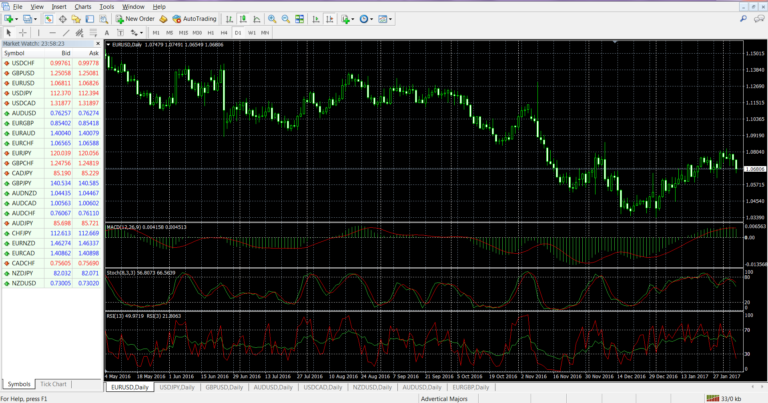 File View Insert Charts Tools Window Help
New Order AutoTrading
A T M1 M5 M15 M30 H1 H4 D1 W1 MN
Market Watch: 23:58:23
Symbol Bid Ask
USDCHF 0.99761 0.99778
GBPUSD 1.25058 1.25081
EURUSD 1.06811 1.06826
USDJPY 112.370 112.394
USDCAD 1.31877 1.31897
AUDUSD 0.76257 0.76274
EURGBP 0.85402 0.85418
EURAUD 1.40040 1.40079
EURCHF 1.06565 1.06588
EURJPY 120.039 120.056
GBPCHF 1.24756 1.24819
CADJPY 85.190 85.229
GBPJPY 140.534 140.585
AUDNZD 1.04435 1.04467
AUDCAD 1.00563 1.00602
AUDCHF 0.76067 0.76110
AUDJPY 85.698 85.721
CHFJPY 112.613 112.669
EURNZD 1.46274 1.46337
EURCAD 1.40862 1.40898
CADCHF 0.75605 0.75690
NZDJPY 82.032 82.071
NZDUSD 0.73005 0.73020
Symbols Tick Chart
EURUSD,Daily 1.07479 1.07491 1.06549 1.06806
1.15015
1.13675
1.12365
1.11025
1.10365
1.09190
1.08040
1.06806
1.05700
1.04530
1.03390
MACD(12,26,9) 0.004158 0.004513
0.006563
0.00
-0.013568
Stoch(8,3,3) 56.8073 66.5639
100
80
20
0
RSI(13) 49.9719 RSI(3) 21.8063
100
70
30
0
4 May 2016 18 May 2016 1 Jun 2016 15 Jun 2016 29 Jun 2016 13 Jul 2016 27 Jul 2016 10 Aug 2016 24 Aug 2016 7 Sep 2016 21 Sep 2016 5 Oct 2016 19 Oct 2016 2 Nov 2016 16 Nov 2016 30 Nov 2016 14 Dec 2016 29 Dec 2016 13 Jan 2017 27 Jan 2017
EURUSD,Daily USDJPY,Daily GBPUSD,Daily AUDUSD,Daily USDCAD,Daily NZDUSD,Daily AUDUSD,Daily EURGBP,Daily
For Help, press F1 Advertical Majors 33/0 kb